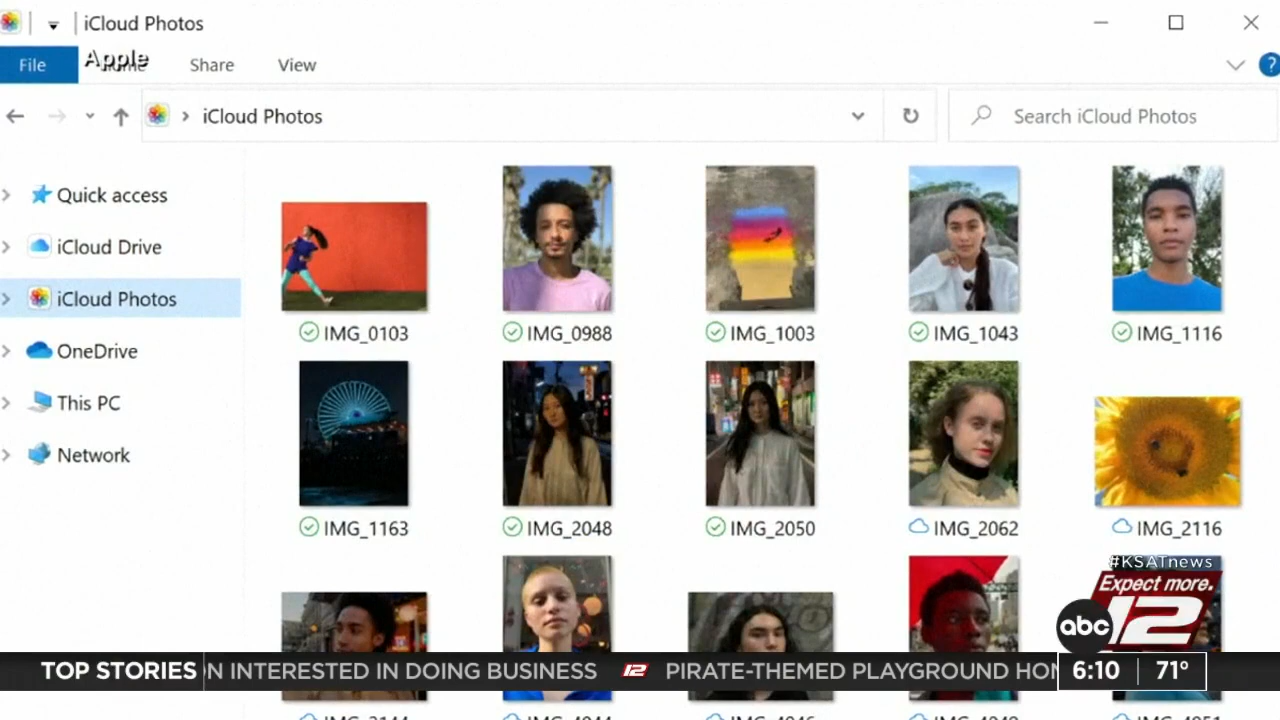 iCloud Photos
Apple
File
Share
View
?
iCloud Photos
Search iCloud Photos
Quick access
iCloud Drive
iCloud Photos
OneDrive
This PC
Network
IMG_0103
IMG_0988
IMG_1003
IMG_1043
IMG_1116
IMG_1163
IMG_2048
IMG_2050
IMG_2062
IMG_2116
#KSATnews
Expect more.
abc 12
TOP STORIES
ON INTERESTED IN DOING BUSINESS 12 PIRATE-THEMED PLAYGROUND HON
6:10 71°